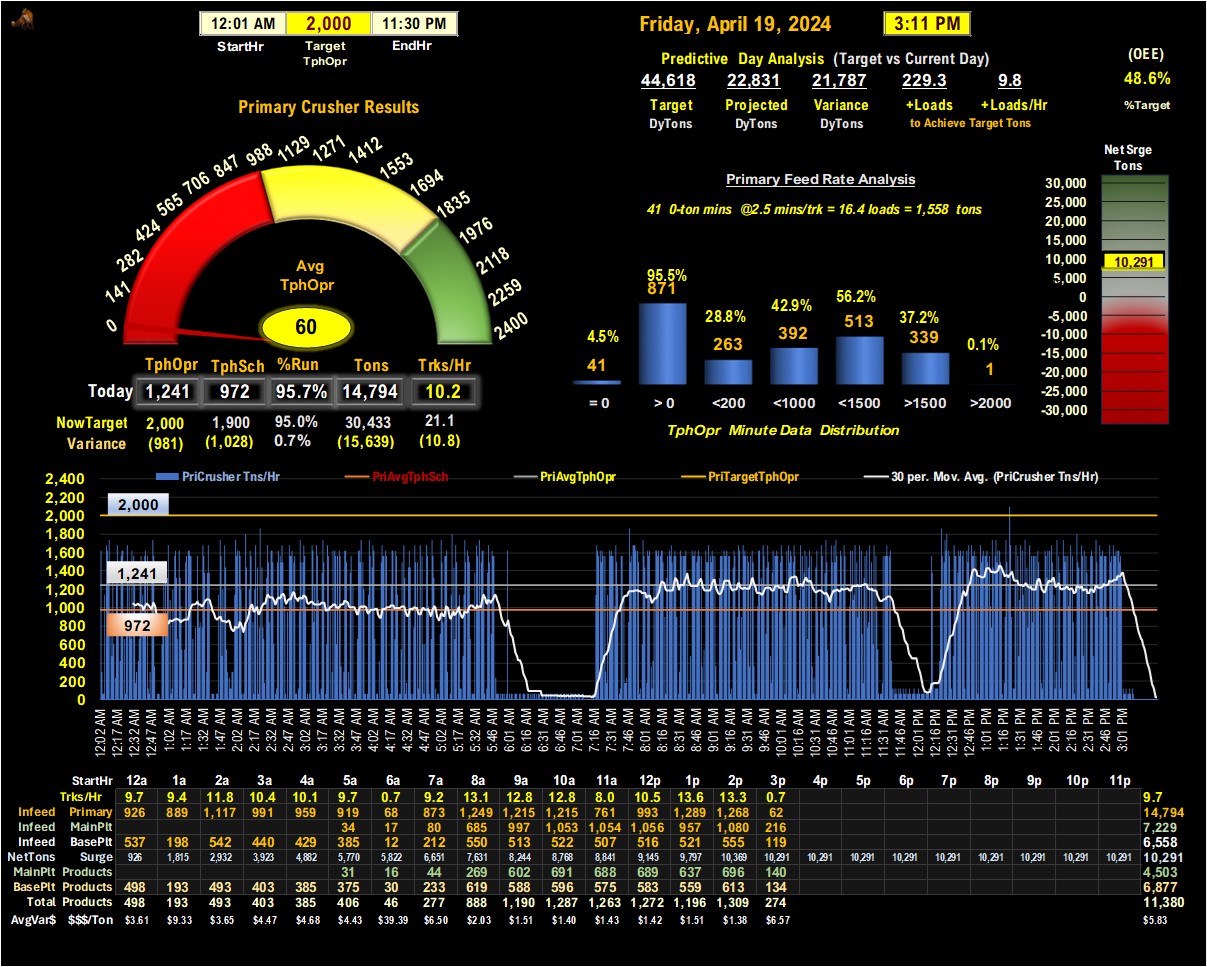 12:01 AM 2,000 11:30 PM
StartHr Target TphOpr EndHr
Friday, April 19, 2024 3:11 PM
Predictive Day Analysis (Target vs Current Day)
44,618 22,831 21,787 229.3 9.8
Target Projected Variance +Loads +Loads/Hr
DyTons DyTons DyTons to Achieve Target Tons
(OEE)
48.6%
%Target
Primary Crusher Results
0 141 282 424 565 706 847 988 1129 1271 1412 1553 1694 1835 1976 2118 2259 2400
Avg
TphOpr
60
TphOpr TphSch %Run Tons Trks/Hr
Today 1,241 972 95.7% 14,794 10.2
NowTarget 2,000 1,900 95.0% 30,433 21.1
Variance (981) (1,028) 0.7% (15,639) (10.8)
Primary Feed Rate Analysis
41 0-ton mins @2.5 mins/trk = 16.4 loads = 1,558 tons
4.5% 95.5% 28.8% 42.9% 56.2% 37.2% 0.1%
41 871 263 392 513 339 1
= 0 > 0 <200 <1000 <1500 >1500 >2000
TphOpr Minute Data Distribution
Net Srge
Tons
30,000
25,000
20,000
15,000
10,000
5,000
0
-5,000
-10,000
-15,000
-20,000
-25,000
-30,000
10,291
PriCrusher Tns/Hr PriAvgTphSch PriAvgTphOpr PriTargetTphOpr 30 per. Mov. Avg. (PriCrusher Tns/Hr)
2,400
2,200
2,000
1,800
1,600
1,400
1,200
1,000
800
600
400
200
0
2,000
1,241
972
12:02 AM 12:17 AM 12:32 AM 12:47 AM 1:02 AM 1:17 AM 1:32 AM 1:47 AM 2:02 AM 2:17 AM 2:32 AM 2:47 AM 3:02 AM 3:17 AM 3:32 AM 3:47 AM 4:02 AM 4:17 AM 4:32 AM 4:47 AM 5:02 AM 5:17 AM 5:32 AM 5:46 AM 6:01 AM 6:16 AM 6:31 AM 6:46 AM 7:01 AM 7:16 AM 7:31 AM 7:46 AM 8:01 AM 8:16 AM 8:31 AM 8:46 AM 9:01 AM 9:16 AM 9:31 AM 9:46 AM 10:01 AM 10:16 AM 10:31 AM 10:46 AM 11:01 AM 11:16 AM 11:31 AM 11:46 AM 12:01 PM 12:16 PM 12:31 PM 12:46 PM 1:01 PM 1:16 PM 1:31 PM 1:46 PM 2:01 PM 2:16 PM 2:31 PM 2:46 PM 3:01 PM
StartHr 12a 1a 2a 3a 4a 5a 6a 7a 8a 9a 10a 11a 12p 1p 2p 3p 4p 5p 6p 7p 8p 9p 10p 11p
Trks/Hr 9.7 9.4 11.8 10.4 10.1 9.7 0.7 9.2 13.1 12.8 12.8 8.0 10.5 13.6 13.3 0.7 9.7
Infeed Primary 926 889 1,117 991 959 919 68 873 1,249 1,215 1,215 761 993 1,289 1,268 62 14,794
Infeed MainPlt 34 17 80 685 997 1,053 1,054 1,056 957 1,080 216 7,229
Infeed BasePlt 537 198 542 440 429 385 12 212 550 513 522 507 516 521 555 119 6,558
NetTons Surge 926 1,815 2,932 3,923 4,882 5,770 5,822 6,651 7,631 8,244 8,768 8,841 9,145 9,797 10,369 10,291 10,291 10,291 10,291 10,291 10,291 10,291 10,291 10,291 10,291
MainPlt Products 31 16 44 269 602 691 688 689 637 696 140 4,503
BasePlt Products 498 193 493 403 385 375 30 233 619 588 596 575 583 559 613 134 6,877
Total Products 498 193 493 403 385 406 46 277 888 1,190 1,287 1,263 1,272 1,196 1,309 274 11,380
AvgVar$ $$$/Ton $3.61 $9.33 $3.65 $4.47 $4.68 $4.43 $39.39 $6.50 $2.03 $1.51 $1.40 $1.43 $1.42 $1.51 $1.38 $6.57 $5.83